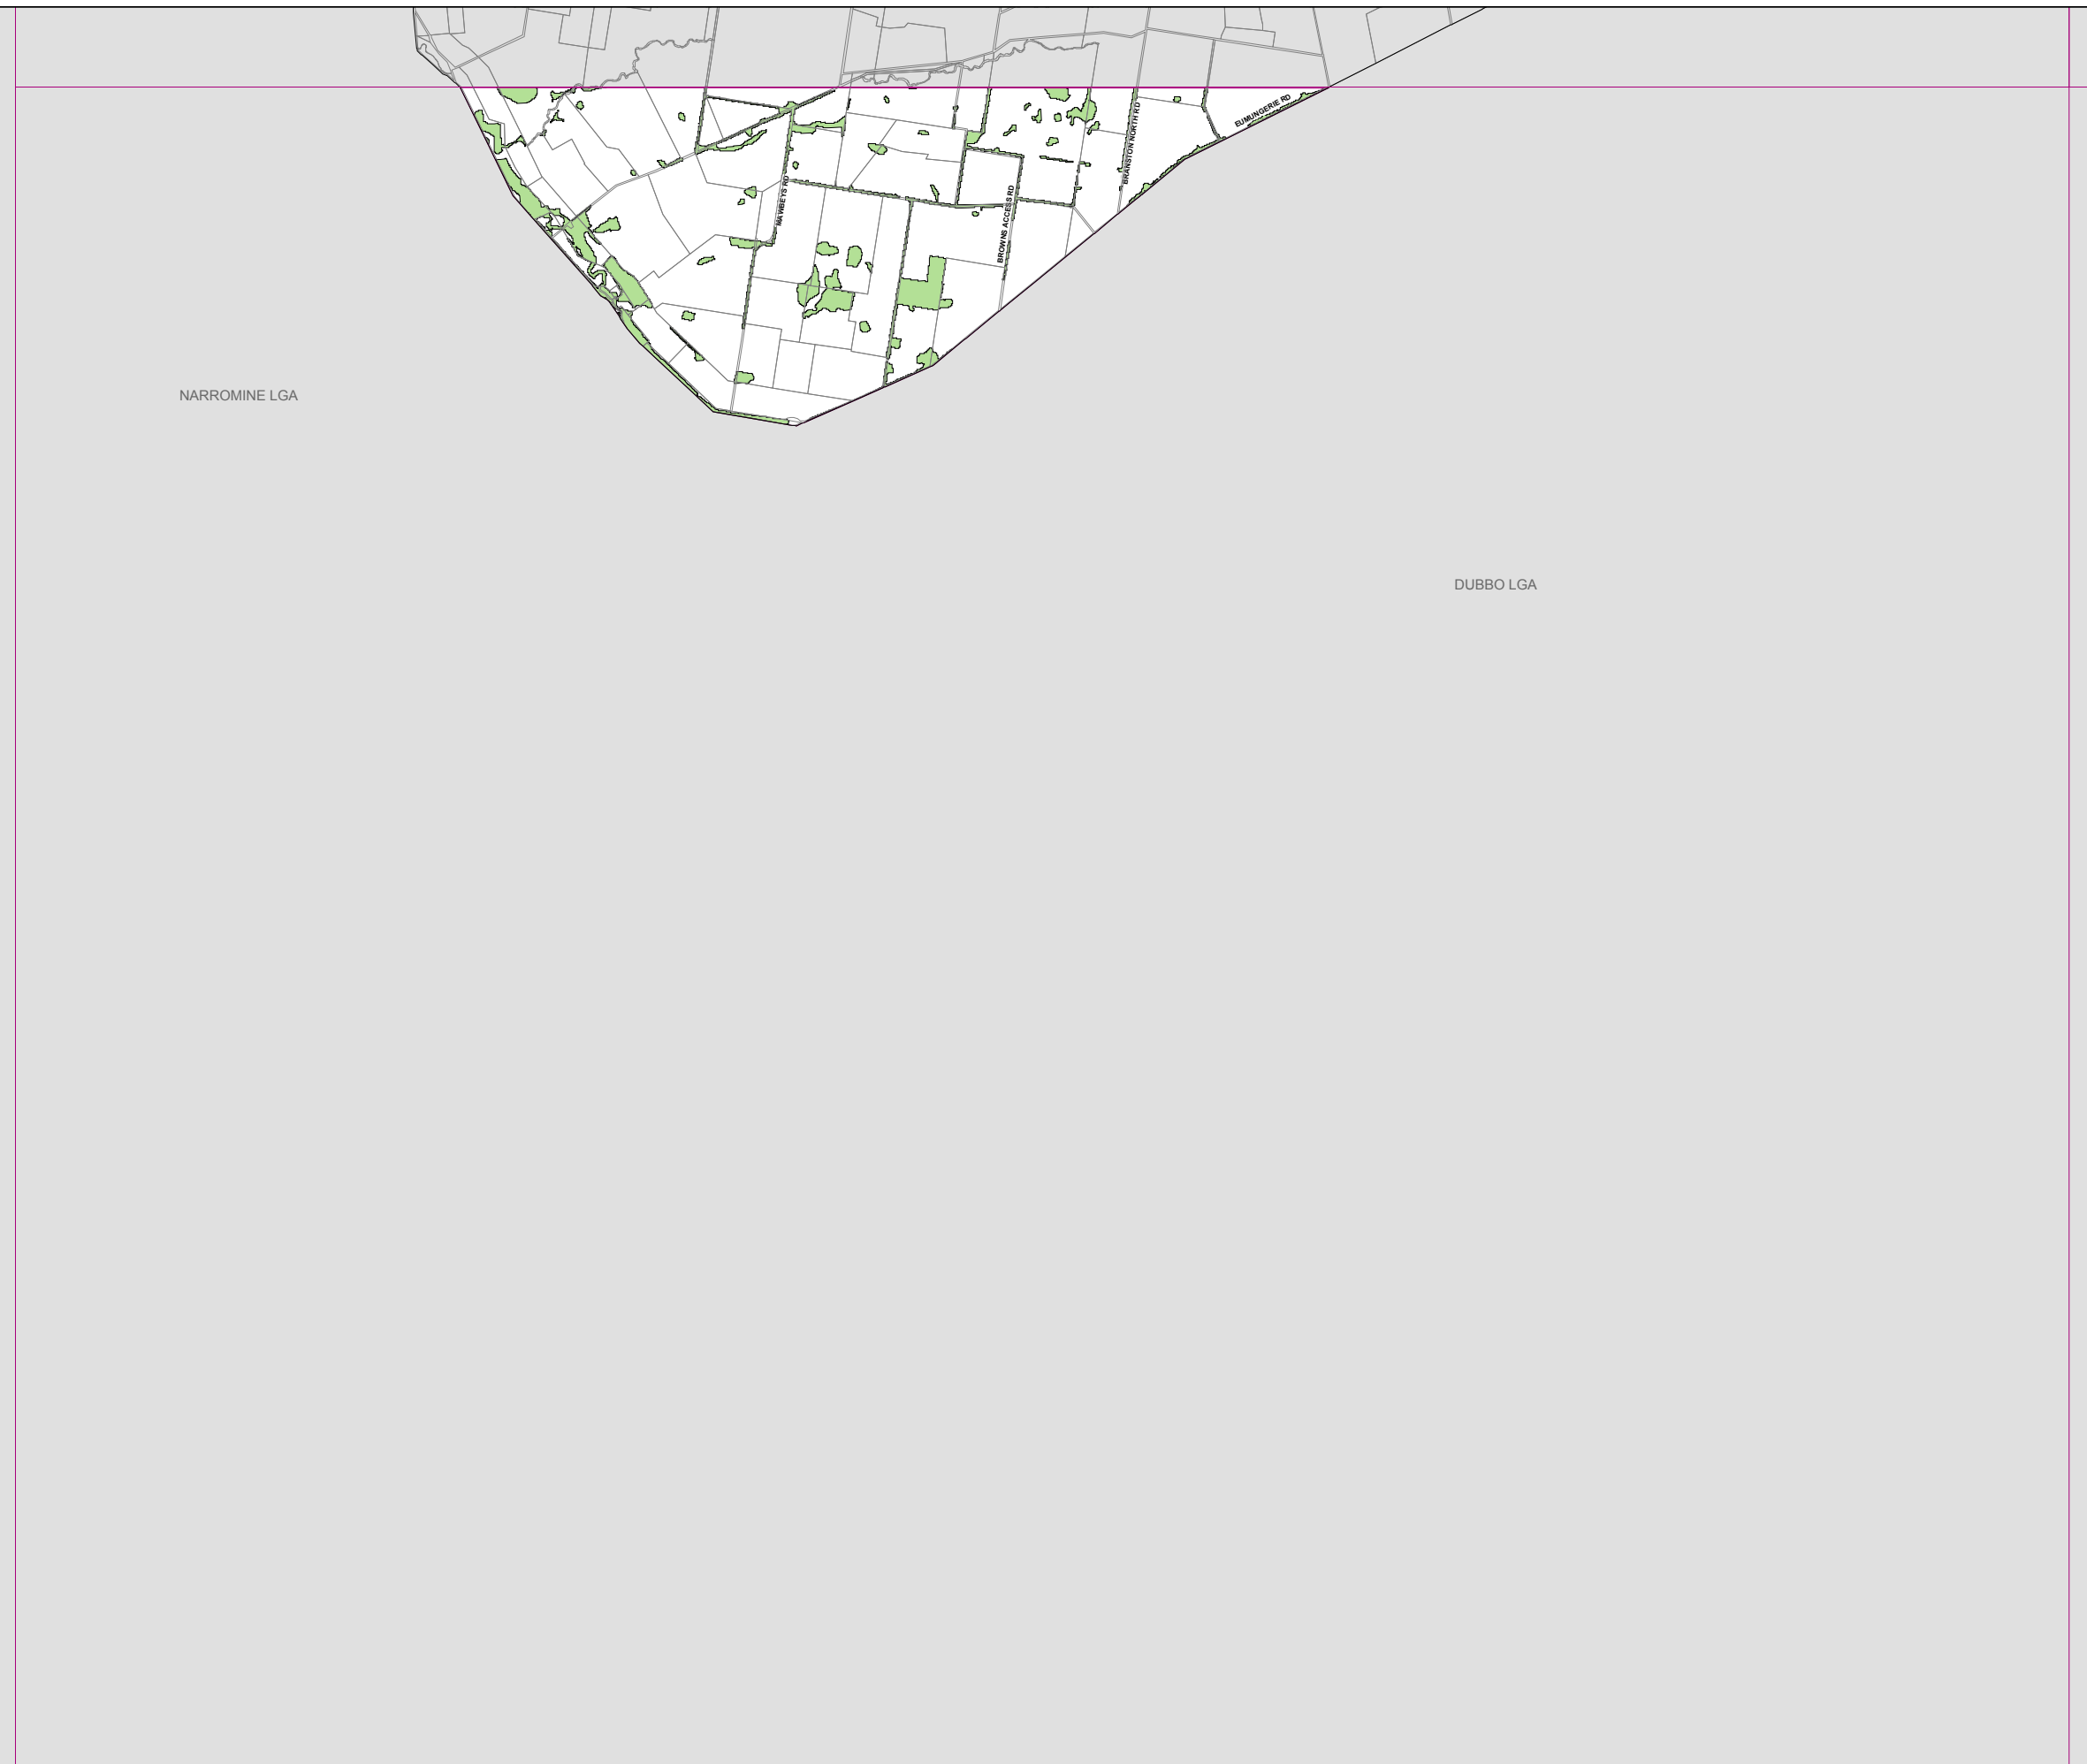 EUMUNGERIE RD
BRANSTON NORTH RD
MAWBEYS RD
BROWNS ACCESS RD
NARROMINE LGA
DUBBO LGA